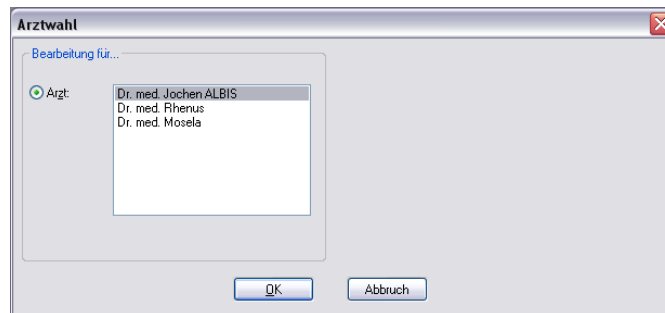 Arztwahl
Bearbeitung für...
Arzt:
Dr. med. Jochen ALBIS
Dr. med. Rhenus
Dr. med. Mosela
OK
Abbruch